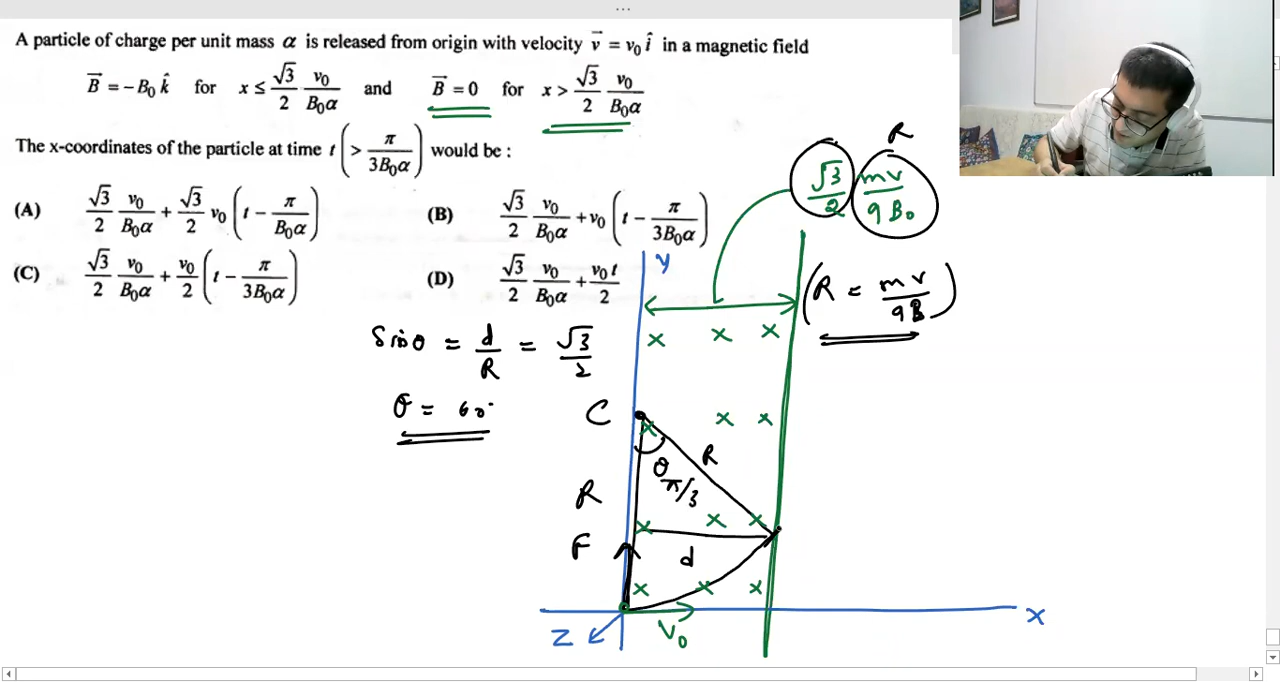 A particle of charge per unit mass α is released from origin with velocity v⃗ = v₀ î in a magnetic field
B⃗ = −B₀ k̂ for x ≤ √3/2 v₀/B₀α and B⃗ = 0 for x > √3/2 v₀/B₀α
The x-coordinates of the particle at time t (> π/3B₀α) would be :
(A) √3/2 v₀/B₀α + √3/2 v₀ (t − π/B₀α)
(B) √3/2 v₀/B₀α + v₀ (t − π/3B₀α)
(C) √3/2 v₀/B₀α + v₀/2 (t − π/3B₀α)
(D) √3/2 v₀/B₀α + v₀t/2
R
√3/2 mv/qB₀
y
(R = mv/qB)
Sinθ = d/R = √3/2
θ = 60°
C
θ
π/3
R
R
F
d
x
Z
V₀